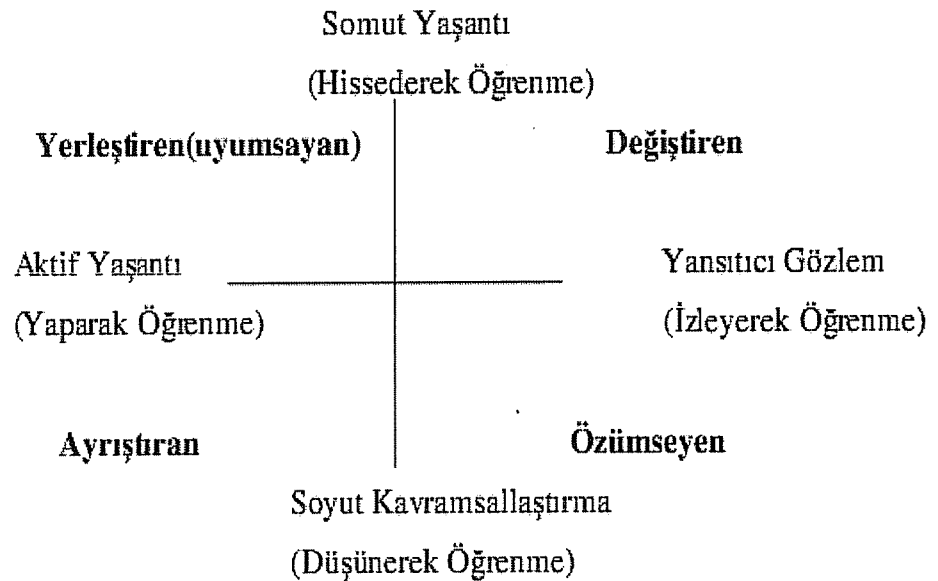 Somut Yaşantı
(Hissederek Öğrenme)
Yerleştiren(uyumsayan)
Değiştiren
Aktif Yaşantı
(Yaparak Öğrenme)
Yansıtıcı Gözlem
(İzleyerek Öğrenme)
Ayrıştıran
Özümseyen
Soyut Kavramsallaştırma
(Düşünerek Öğrenme)